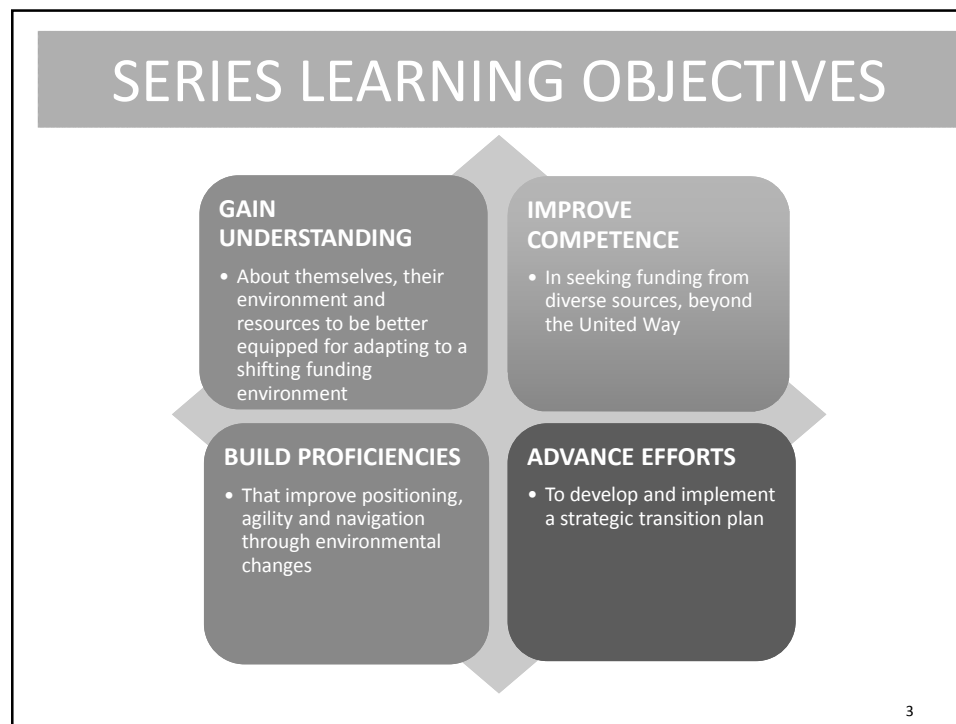 SERIES LEARNING OBJECTIVES
GAIN
UNDERSTANDING
• About themselves, their
environment and
resources to be better
equipped for adapting to a
shifting funding
environment
IMPROVE
COMPETENCE
• In seeking funding from
diverse sources, beyond
the United Way
BUILD PROFICIENCIES
• That improve positioning,
agility and navigation
through environmental
changes
ADVANCE EFFORTS
• To develop and implement
a strategic transition plan
3